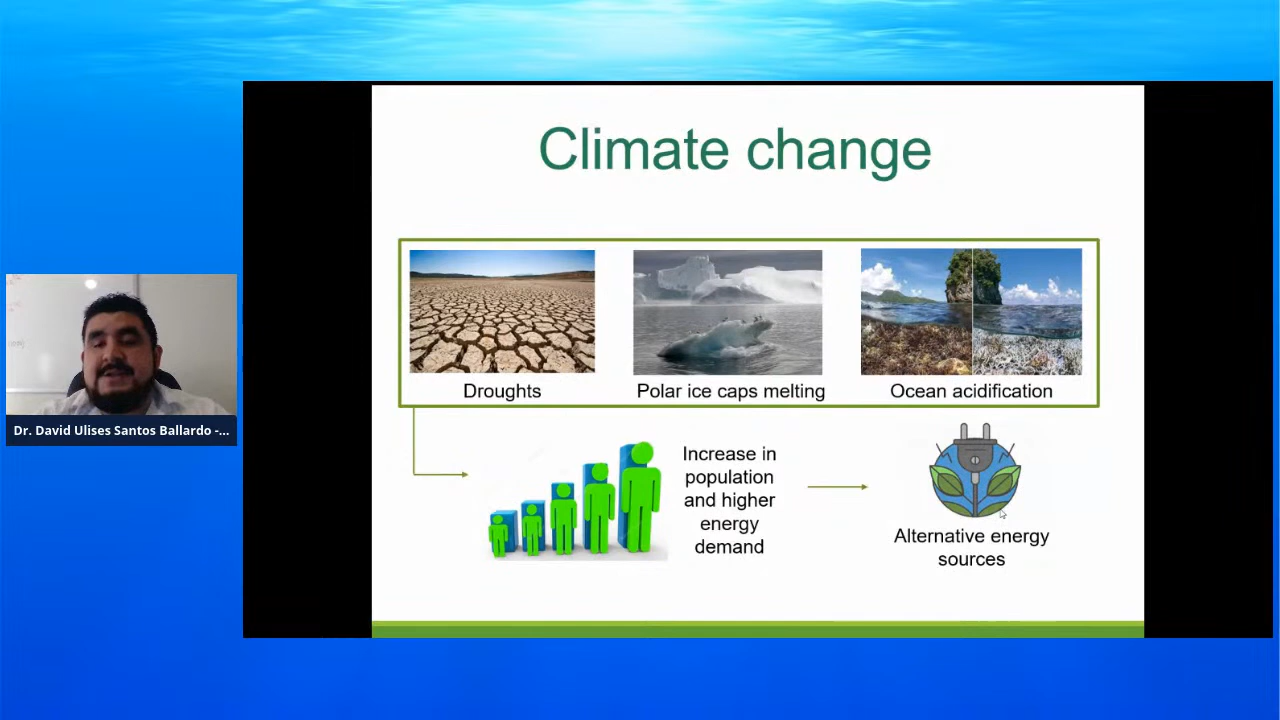 Climate change
Droughts
Polar ice caps melting
Ocean acidification
Increase in
population
and higher
energy
demand
Alternative energy
sources
Dr. David Ulises Santos Ballardo -...